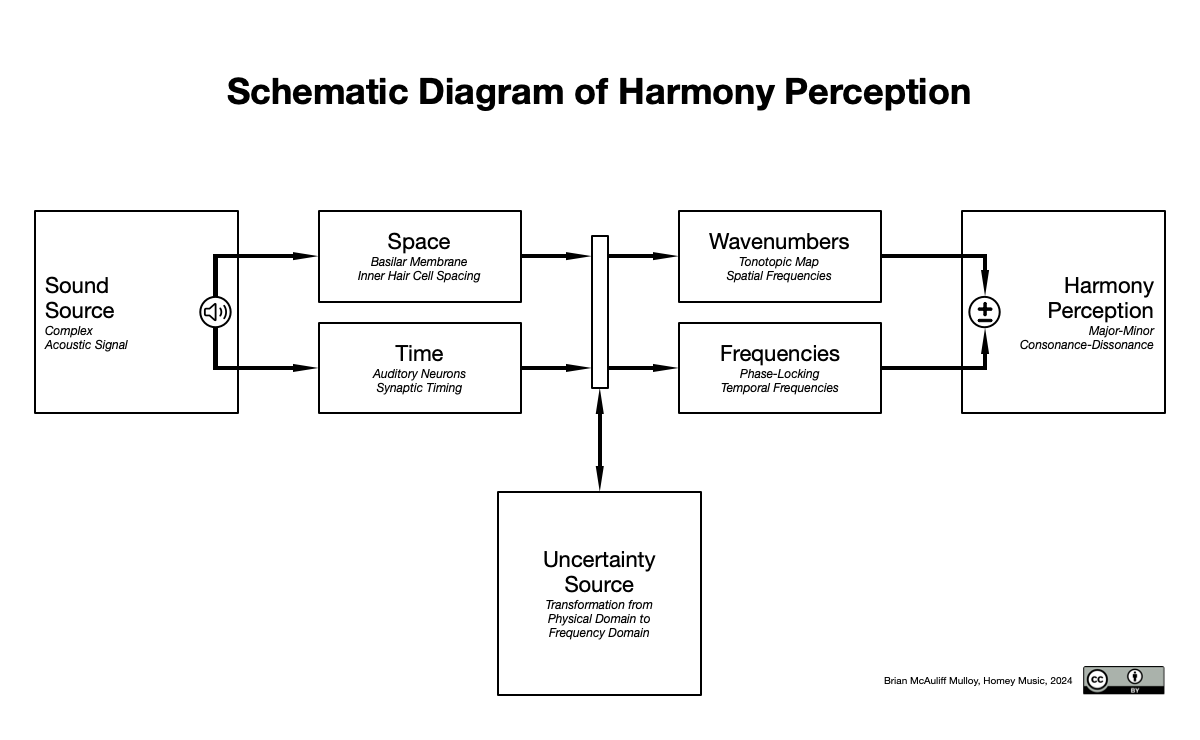 Schematic Diagram of Harmony Perception
Sound
Source
Complex
Acoustic Signal
Space
Basilar Membrane
Inner Hair Cell Spacing
Time
Auditory Neurons
Synaptic Timing
Wavenumbers
Tonotopic Map
Spatial Frequencies
Frequencies
Phase-Locking
Temporal Frequencies
±
Harmony
Perception
Major-Minor
Consonance-Dissonance
Uncertainty
Source
Transformation from
Physical Domain to
Frequency Domain
Brian McAuliff Mulloy, Homey Music, 2024
cc
BY